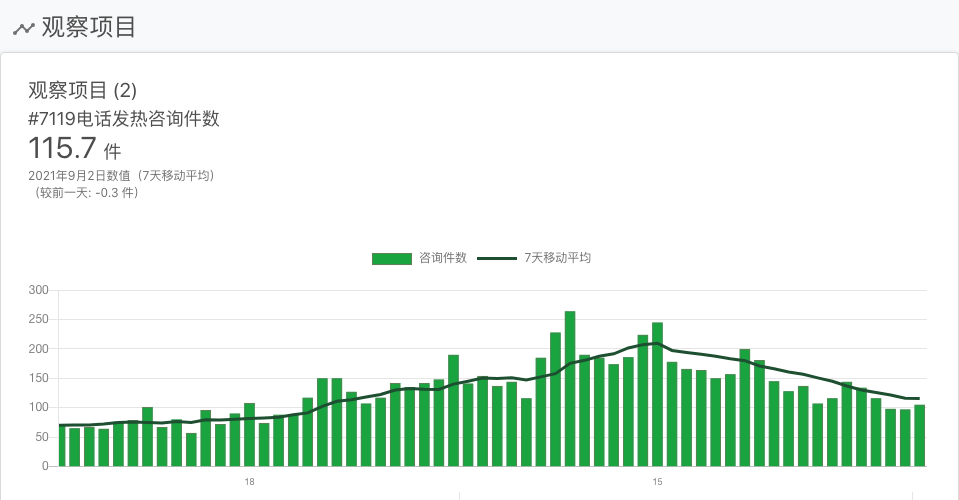 观察项目
观察项目 (2)
#7119电话发热咨询件数
115.7 件
2021年9月2日数值（7天移动平均）
（较前一天: -0.3 件）
咨询件数 7天移动平均
300
250
200
150
100
50
0
18 15